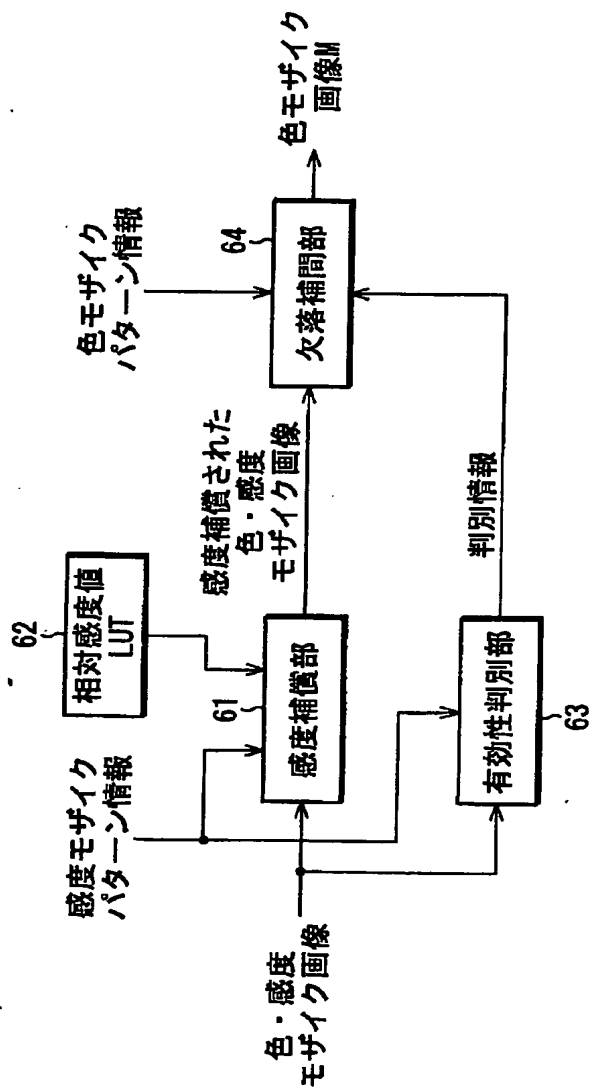 色・感度
モザイク画像
感度モザイク
パターン情報
62
相対感度値
LUT
61
感度補償部
有効性判別部
63
感度補償された
色・感度
モザイク画像
判別情報
色モザイク
パターン情報
64
欠落補間部
色モザイク
画像M